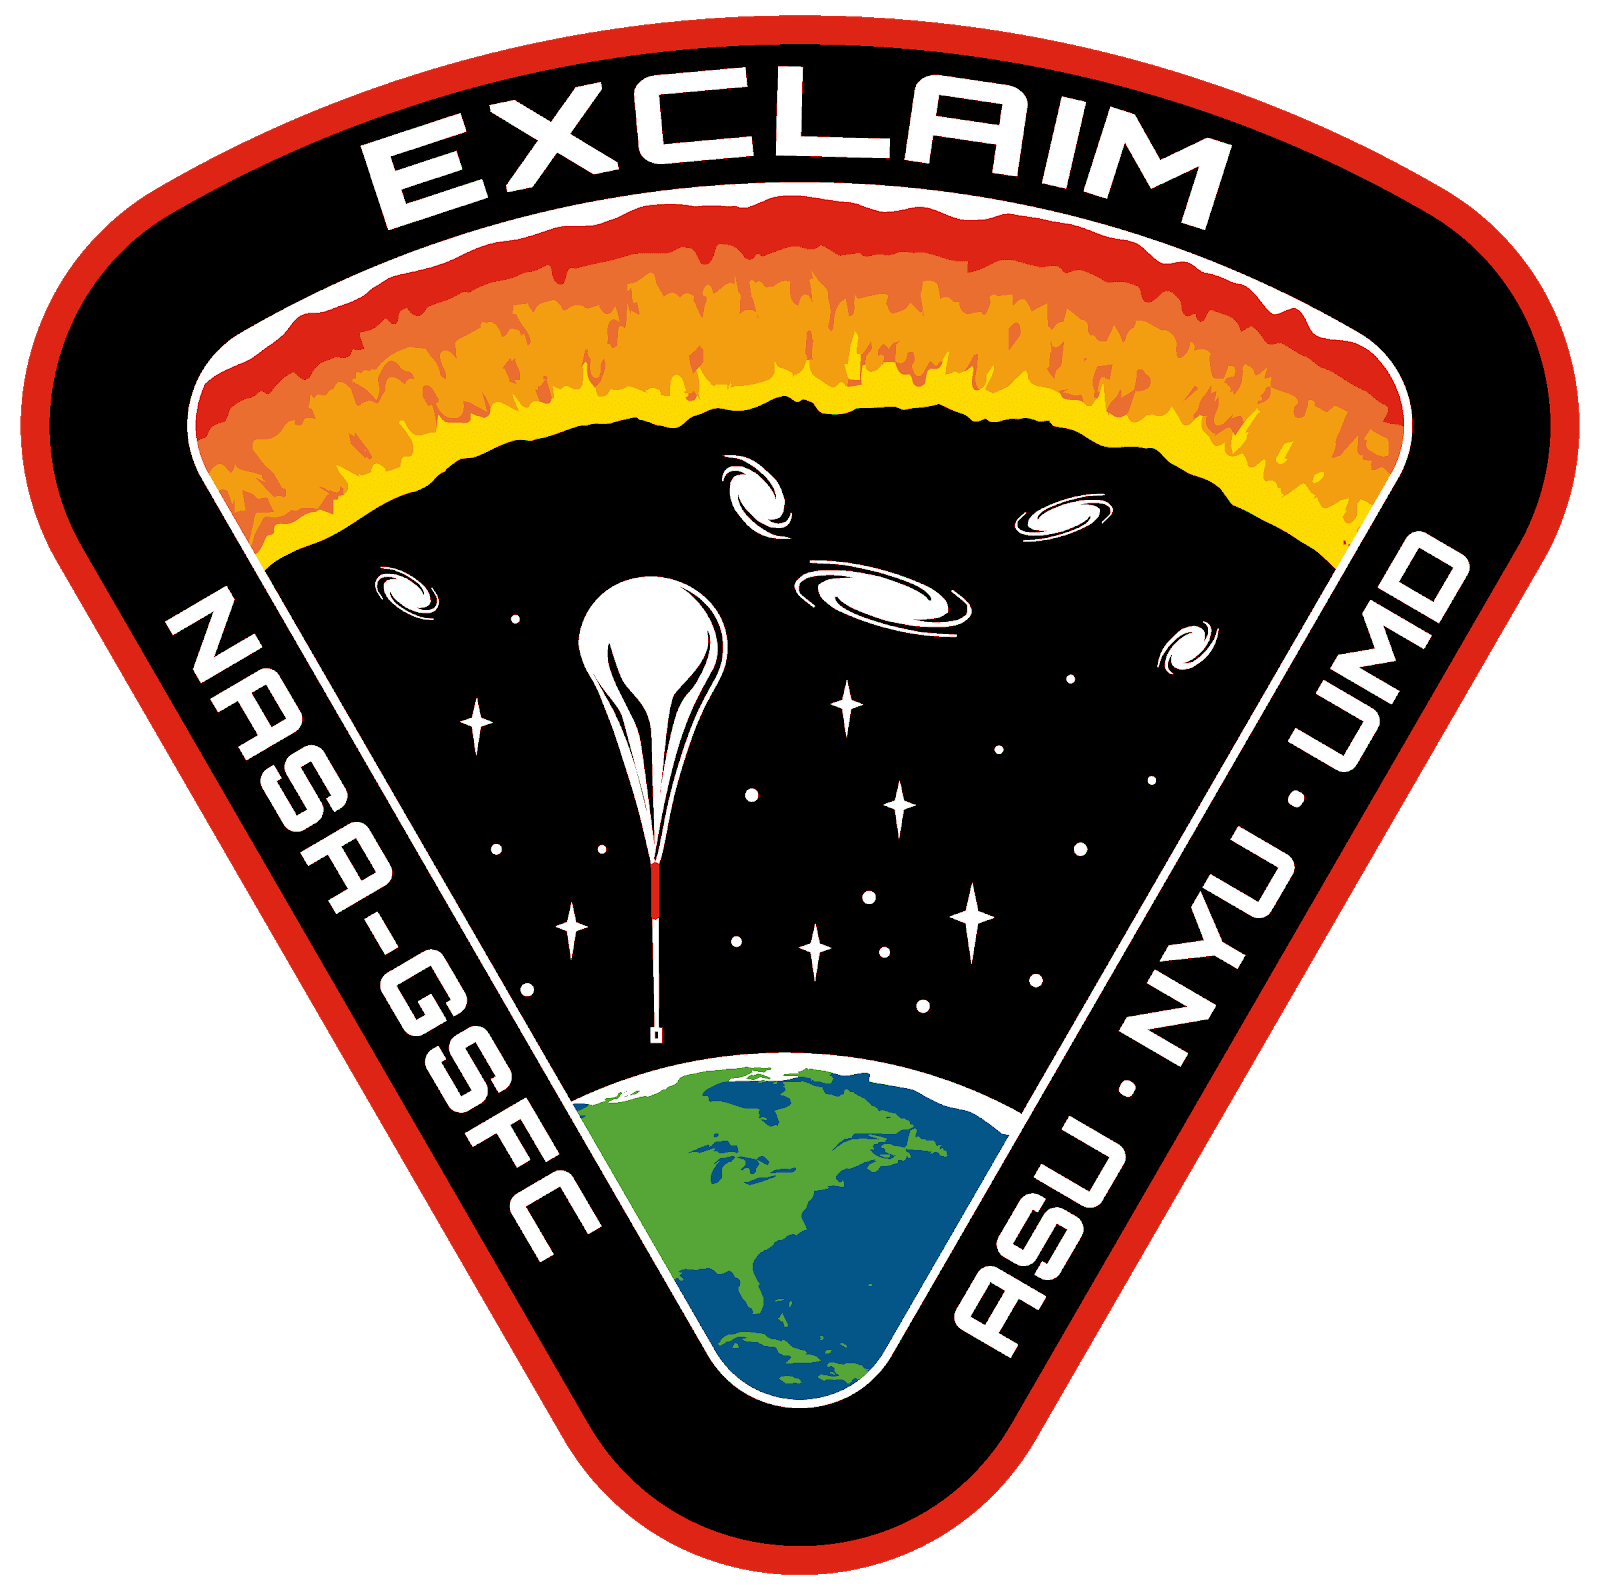 EXCLAIM
NASA-GSFC
ASU · NYU · UMD